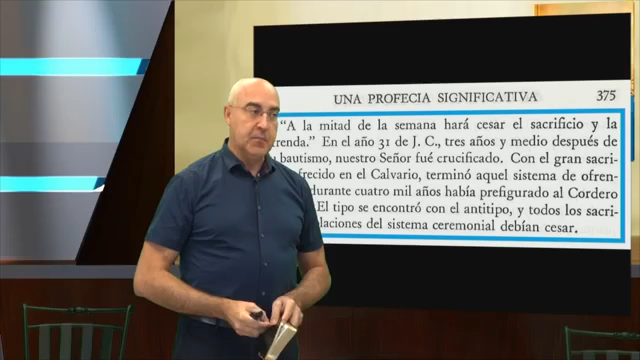 UNA PROFECIA SIGNIFICATIVA 375
"A la mitad de la semana hará cesar el sacrificio y la
renda." En el año 31 de J. C., tres años y medio después de
bautismo, nuestro Señor fué crucificado. Con el gran sacri-
frecido en el Calvario, terminó aquel sistema de ofren-
durante cuatro mil años había prefigurado al Cordero
El tipo se encontró con el antitipo, y todos los sacri-
laciones del sistema ceremonial debían cesar.